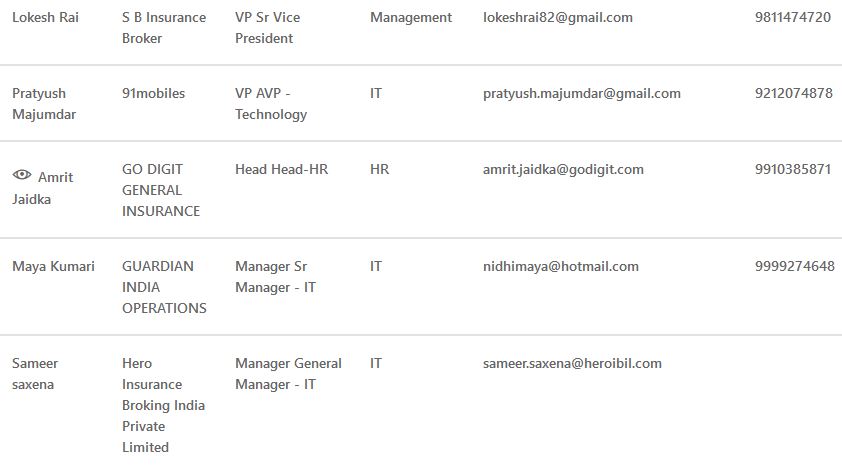 Lokesh Rai S B Insurance VP Sr Vice Management lokeshrai82@gmail.com 9811474720
Broker President
Pratyush 91mobiles VP AVP - IT pratyush.majumdar@gmail.com 9212074878
Majumdar Technology
Amrit GO DIGIT Head Head-HR HR amrit.jaidka@godigit.com 9910385871
Jaidka GENERAL
INSURANCE
Maya Kumari GUARDIAN Manager Sr IT nidhimaya@hotmail.com 9999274648
INDIA Manager - IT
OPERATIONS
Sameer Hero Manager General IT sameer.saxena@heroibil.com
saxena Insurance Manager - IT
Broking India
Private
Limited